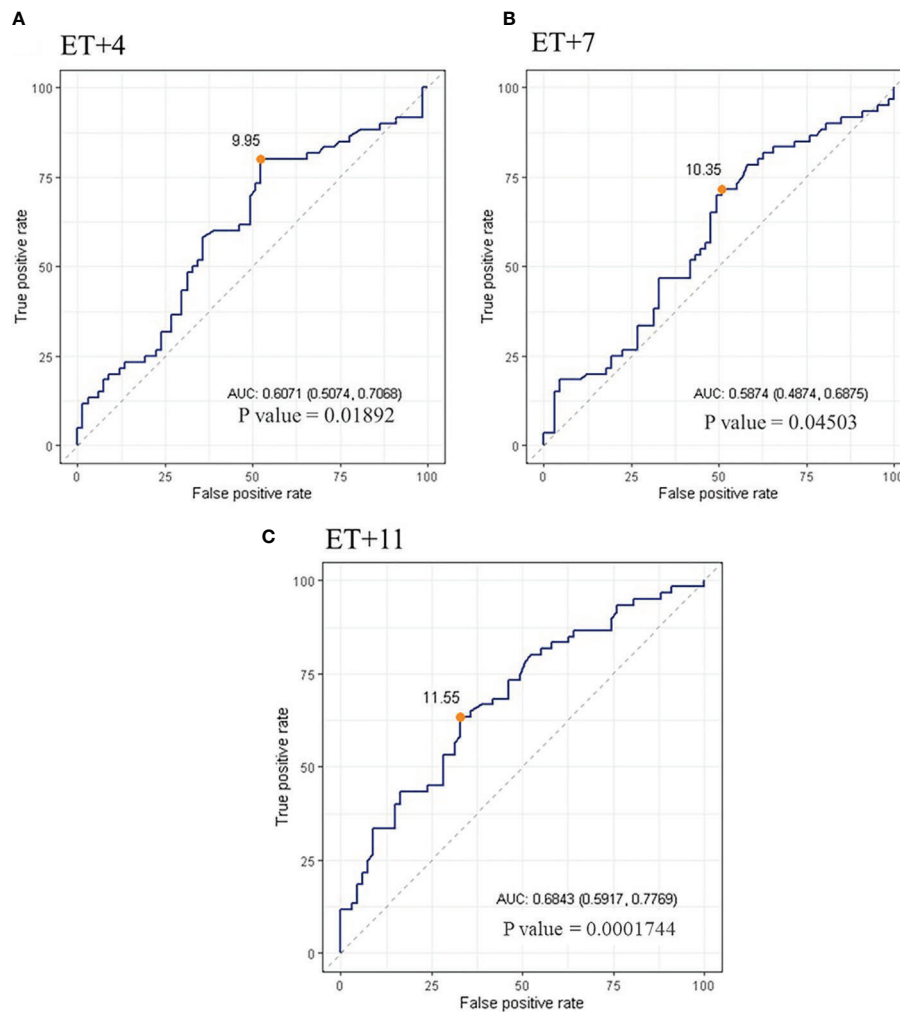 A
ET+4
100
75
50
25
0
True positive rate
9.95
AUC: 0.6071 (0.5074, 0.7068)
P value = 0.01892
0 25 50 75 100
False positive rate
B
ET+7
100
75
50
25
0
True positive rate
10.35
AUC: 0.5874 (0.4874, 0.6875)
P value = 0.04503
0 25 50 75 100
False positive rate
C
ET+11
100
75
50
25
0
True positive rate
11.55
AUC: 0.6843 (0.5917, 0.7769)
P value = 0.0001744
0 25 50 75 100
False positive rate